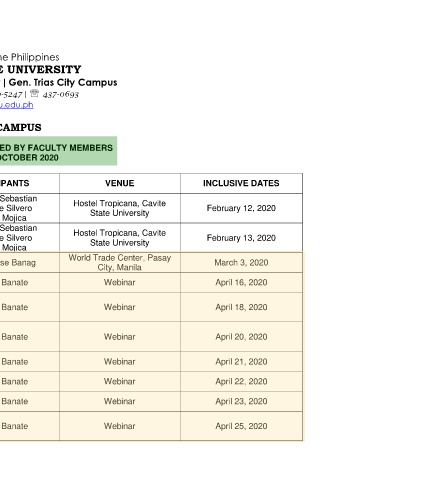 ne Philippines
E UNIVERSITY
| Gen. Trias City Campus
-5247 | ☏ 437-0693
u.edu.ph
CAMPUS
ED BY FACULTY MEMBERS
OCTOBER 2020
IPANTS VENUE INCLUSIVE DATES
Sebastian
e Silvero
Mojica
Hostel Tropicana, Cavite
State University
February 12, 2020
Sebastian
e Silvero
Mojica
Hostel Tropicana, Cavite
State University
February 13, 2020
se Banag
World Trade Center, Pasay
City, Manila
March 3, 2020
Banate Webinar April 16, 2020
Banate Webinar April 18, 2020
Banate Webinar April 20, 2020
Banate Webinar April 21, 2020
Banate Webinar April 22, 2020
Banate Webinar April 23, 2020
Banate Webinar April 25, 2020